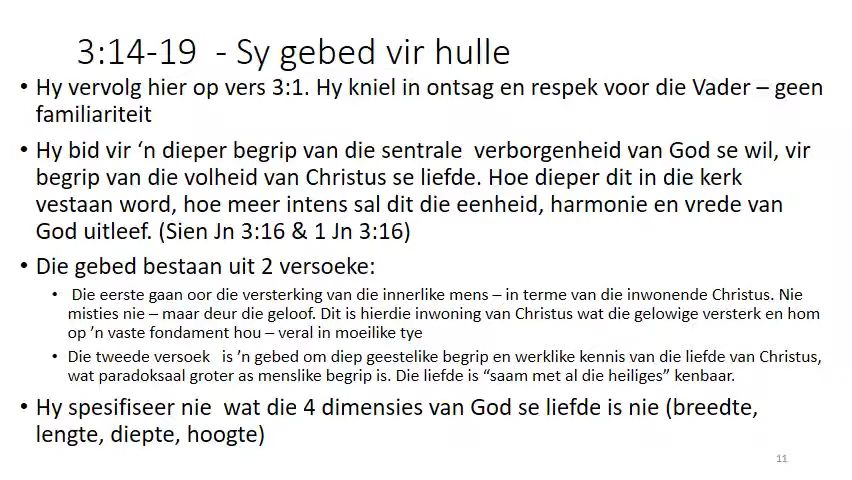 3:14-19  - Sy gebed vir hulle
• Hy vervolg hier op vers 3:1. Hy kniel in ontsag en respek voor die Vader – geen
familiariteit
• Hy bid vir ‘n dieper begrip van die sentrale  verborgenheid van God se wil, vir
begrip van die volheid van Christus se liefde. Hoe dieper dit in die kerk
vestaan word, hoe meer intens sal dit die eenheid, harmonie en vrede van
God uitleef. (Sien Jn 3:16 & 1 Jn 3:16)
• Die gebed bestaan uit 2 versoeke:
•  Die eerste gaan oor die versterking van die innerlike mens – in terme van die inwonende Christus. Nie
misties nie – maar deur die geloof. Dit is hierdie inwoning van Christus wat die gelowige versterk en hom
op ’n vaste fondament hou – veral in moeilike tye
• Die tweede versoek  is ’n gebed om diep geestelike begrip en werklike kennis van die liefde van Christus,
wat paradoksaal groter as menslike begrip is. Die liefde is “saam met al die heiliges” kenbaar.
• Hy spesifiseer nie  wat die 4 dimensies van God se liefde is nie (breedte,
lengte, diepte, hoogte)
11